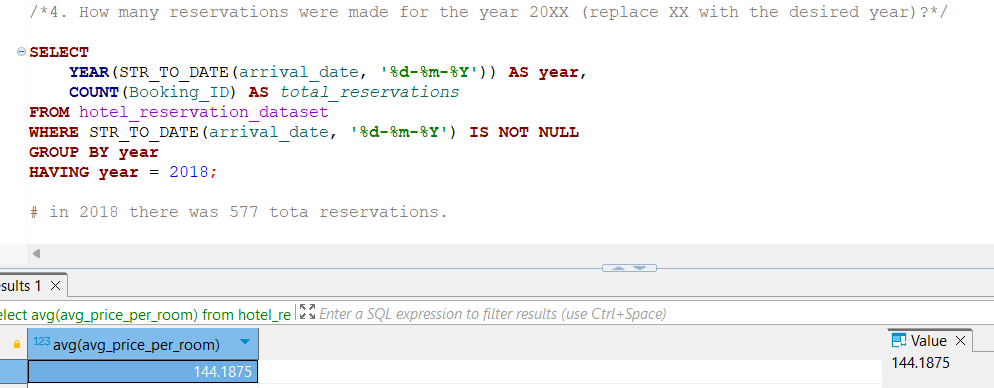 /*4. How many reservations were made for the year 20XX (replace XX with the desired year)?*/
SELECT
YEAR(STR_TO_DATE(arrival_date, '%d-%m-%Y')) AS year,
COUNT(Booking_ID) AS total_reservations
FROM hotel_reservation_dataset
WHERE STR_TO_DATE(arrival_date, '%d-%m-%Y') IS NOT NULL
GROUP BY year
HAVING year = 2018;
# in 2018 there was 577 tota reservations.
esults 1
elect avg(avg_price_per_room) from hotel_re Enter a SQL expression to filter results (use Ctrl+Space)
123 avg(avg_price_per_room) Value
144.1875 144.1875